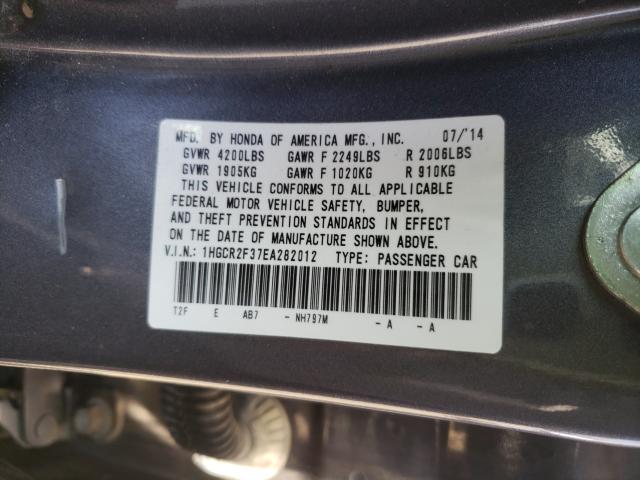 MFD. BY HONDA OF AMERICA MFG., INC. 07/'14
GVWR 4200LBS GAWR F 2249LBS R 2006LBS
GVWR 1905KG GAWR F 1020KG R 910KG
THIS VEHICLE CONFORMS TO ALL APPLICABLE
FEDERAL MOTOR VEHICLE SAFETY, BUMPER,
AND THEFT PREVENTION STANDARDS IN EFFECT
ON THE DATE OF MANUFACTURE SHOWN ABOVE.
V.I.N.: 1HGCR2F37EA282012 TYPE: PASSENGER CAR
T2F E AB7 - NH797M - A - A